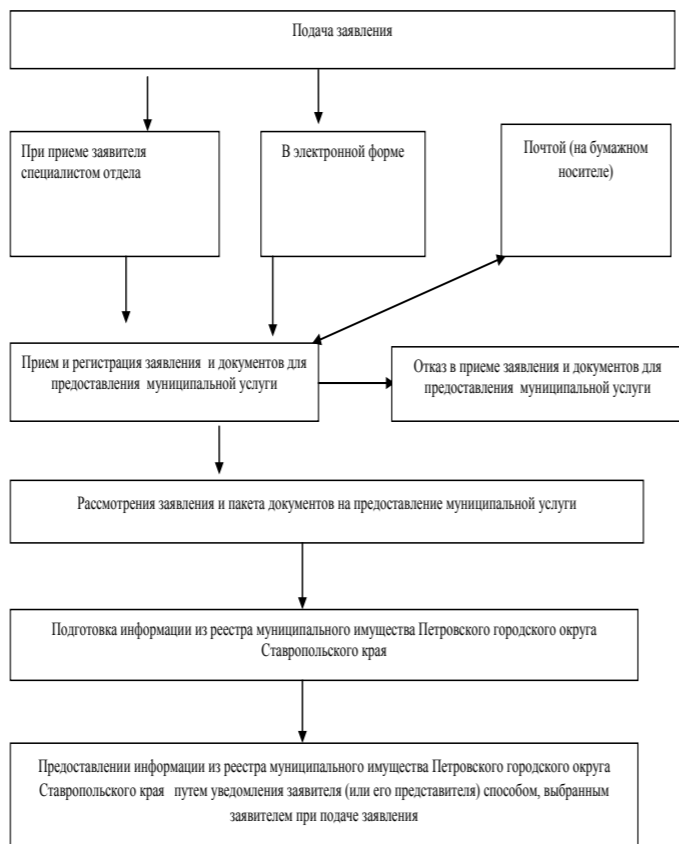 Подача заявления
При приеме заявителя
специалистом отдела
В электронной форме
Почтой (на бумажном
носителе)
Прием и регистрация заявления и документов для
предоставления муниципальной услуги
Отказ в приеме заявления и документов для
предоставления муниципальной услуги
Рассмотрения заявления и пакета документов на предоставление муниципальной услуги
Подготовка информации из реестра муниципального имущества Петровского городского округа
Ставропольского края
Предоставлении информации из реестра муниципального имущества Петровского городского округа
Ставропольского края путем уведомления заявителя (или его представителя) способом, выбранным
заявителем при подаче заявления